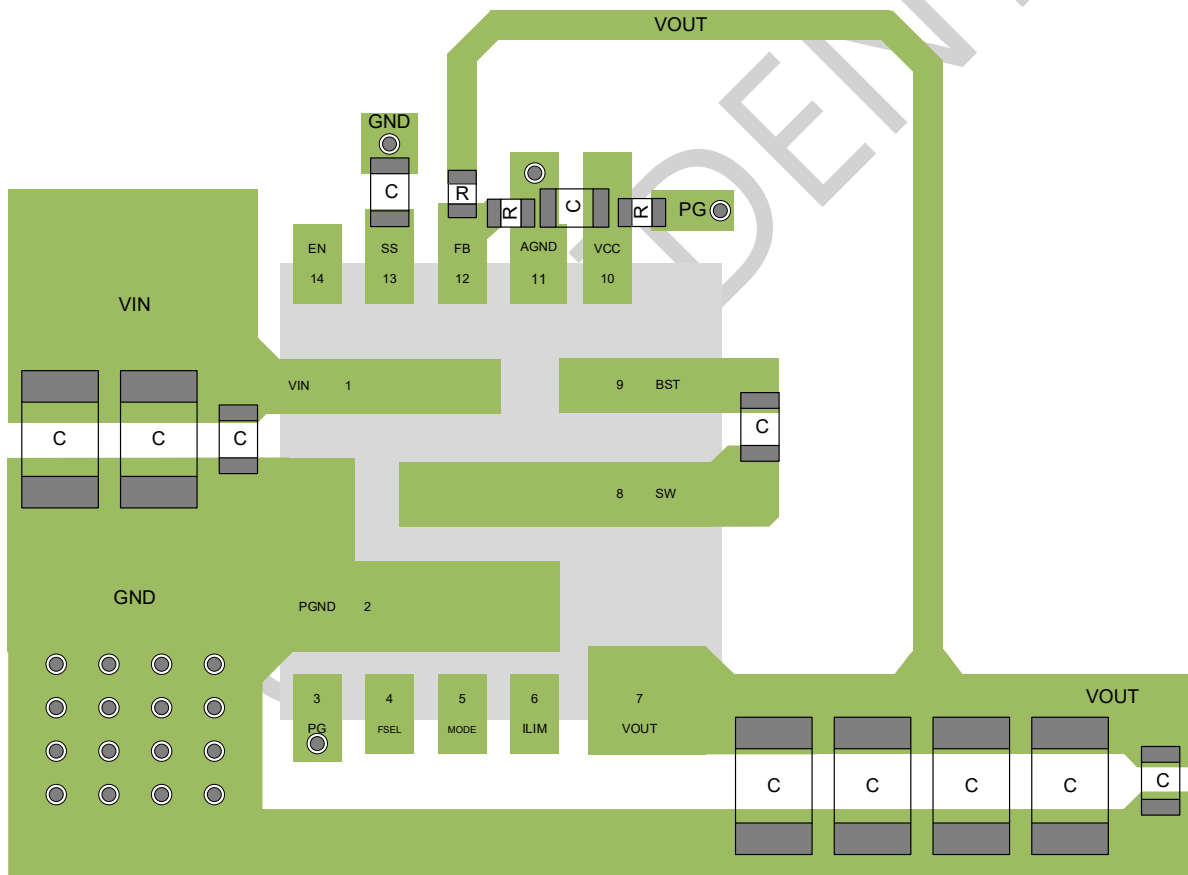 VOUT
GND
C
R
R
C
R
PG
EN
SS
FB
AGND
VCC
14
13
12
11
10
VIN
VIN 1
9 BST
C
C
C
C
8 SW
GND
PGND 2
3
4
5
6
7
PG
FSEL
MODE
ILIM
VOUT
VOUT
C
C
C
C
C